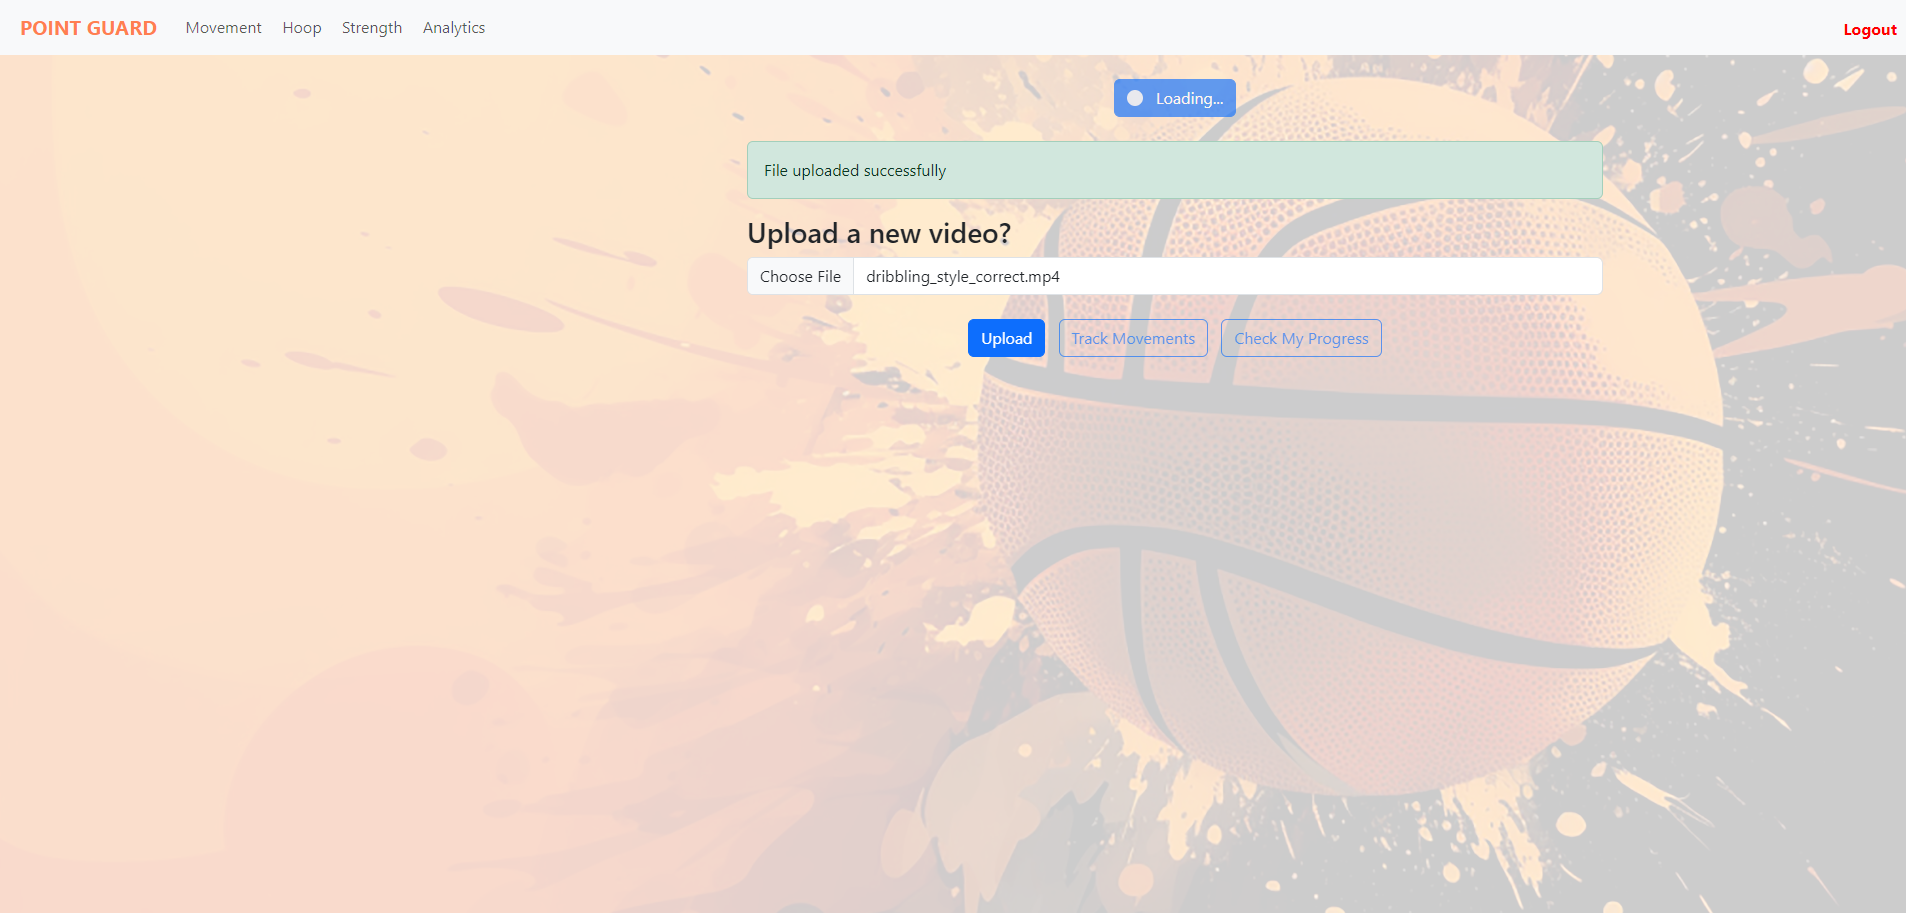 POINT GUARD Movement Hoop Strength Analytics Logout
Loading...
File uploaded successfully
Upload a new video?
Choose File dribbling_style_correct.mp4
Upload Track Movements Check My Progress